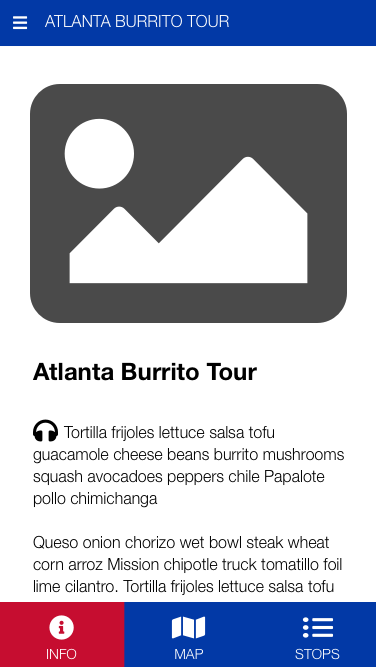 ATLANTA BURRITO TOUR
Atlanta Burrito Tour
Tortilla frijoles lettuce salsa tofu
guacamole cheese beans burrito mushrooms
squash avocadoes peppers chile Papalote
pollo chimichanga
Queso onion chorizo wet bowl steak wheat
corn arroz Mission chipotle truck tomatillo foil
lime cilantro. Tortilla frijoles lettuce salsa tofu
INFO
MAP
STOPS